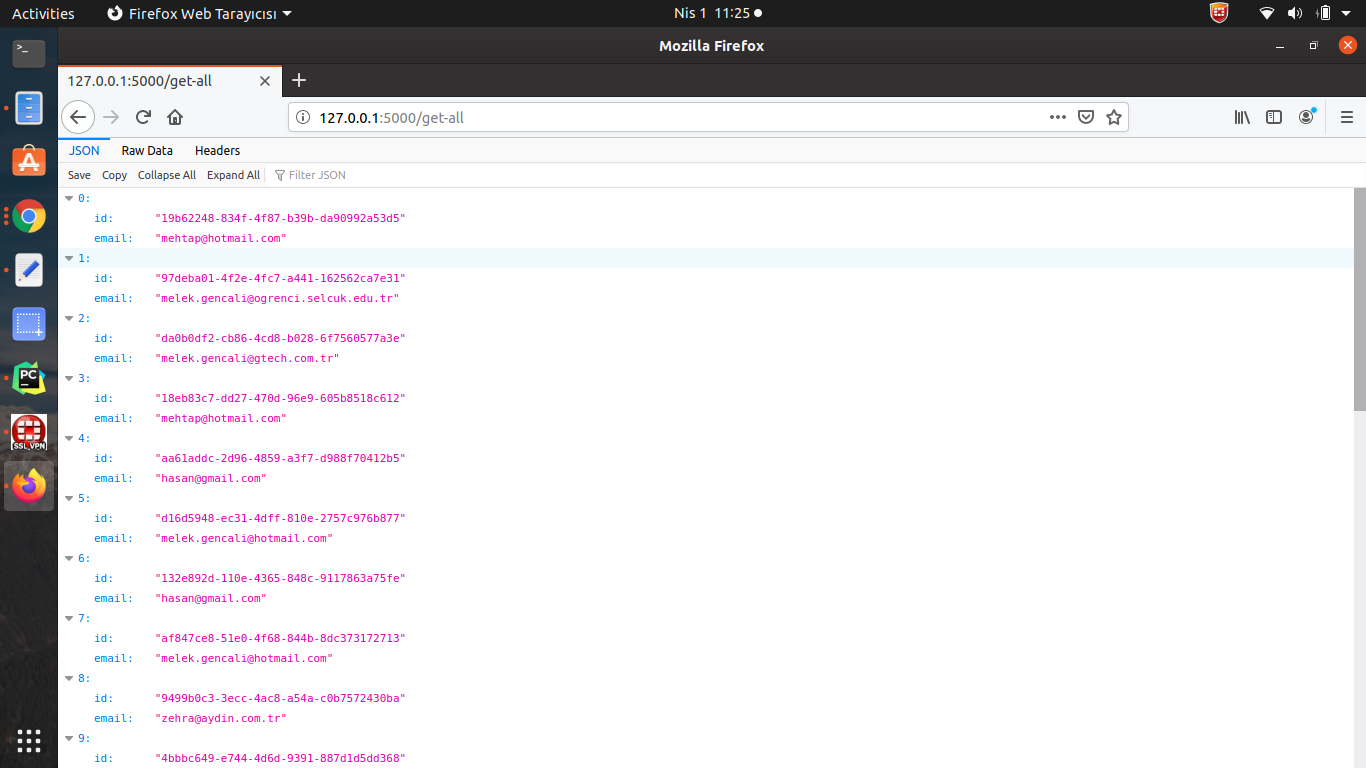 Activities Firefox Web Tarayıcısı Nis 1 11:25
Mozilla Firefox
127.0.0.1:5000/get-all
127.0.0.1:5000/get-all
JSON Raw Data Headers
Save Copy Collapse All Expand All Filter JSON
0:
id: "19b62248-834f-4f87-b39b-da90992a53d5"
email: "mehtap@hotmail.com"
1:
id: "97deba01-4f2e-4fc7-a441-162562ca7e31"
email: "melek.gencali@ogrenci.selcuk.edu.tr"
2:
id: "da0b0df2-cb86-4cd8-b028-6f7560577a3e"
email: "melek.gencali@gtech.com.tr"
3:
id: "18eb83c7-dd27-470d-96e9-605b8518c612"
email: "mehtap@hotmail.com"
4:
id: "aa61addc-2d96-4859-a3f7-d988f70412b5"
email: "hasan@gmail.com"
5:
id: "d16d5948-ec31-4dff-810e-2757c976b877"
email: "melek.gencali@hotmail.com"
6:
id: "132e892d-110e-4365-848c-9117863a75fe"
email: "hasan@gmail.com"
7:
id: "af847ce8-51e0-4f68-844b-8dc373172713"
email: "melek.gencali@hotmail.com"
8:
id: "9499b0c3-3ecc-4ac8-a54a-c0b7572430ba"
email: "zehra@aydin.com.tr"
9:
id: "4bbbc649-e744-4d6d-9391-887d1d5dd368"
PC
SSL_VPN